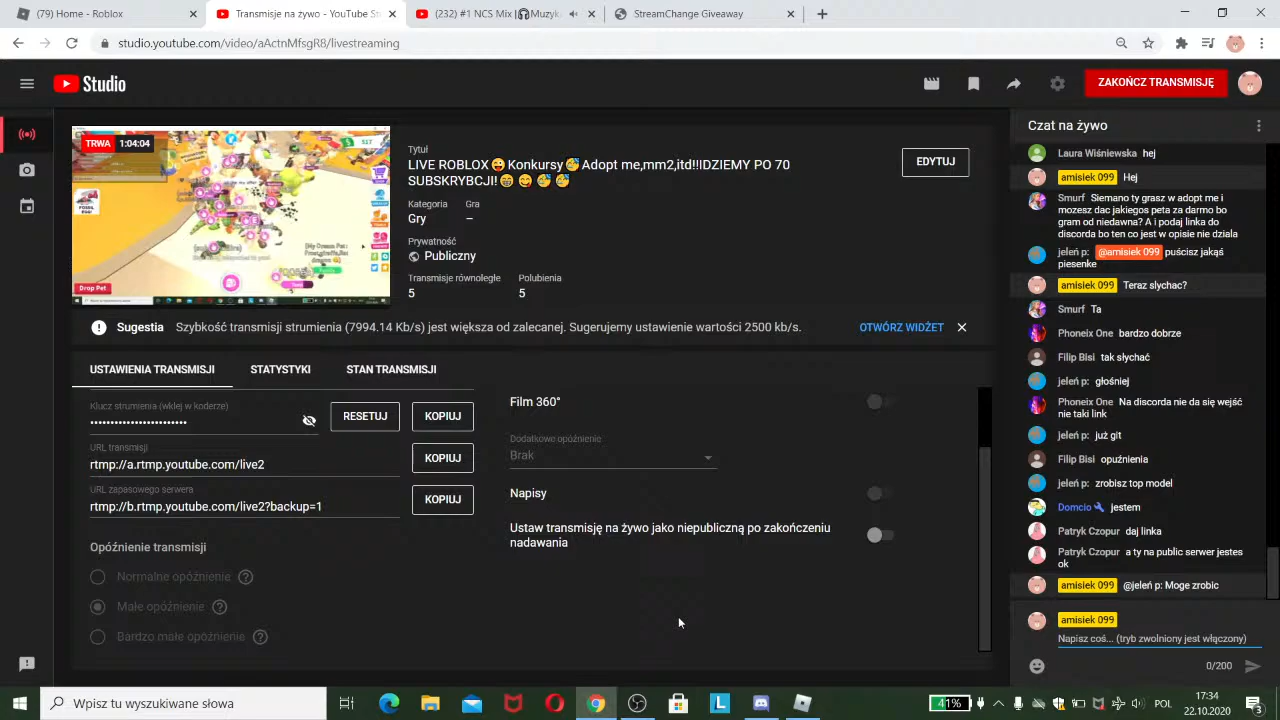 (79) Home - Roblox
Transmisje na żywo - YouTube St
(232) #1 NCS Mix | 🎧Muzyk
StreamChange Giveaway
studio.youtube.com/video/aActnMfsgR8/livestreaming
Studio
ZAKOŃCZ TRANSMISJĘ
TRWA 1:04:04
Drop Pet
Tytuł
LIVE ROBLOX😜Konkursy🥳Adopt me,mm2,itd!!IDZIEMY PO 70
SUBSKRYBCJI!😁 😋 🥳 🥳
EDYTUJ
Kategoria Gra
Gry –
Prywatność
Publiczny
Transmisje równoległe Polubienia
5 5
Sugestia Szybkość transmisji strumienia (7994.14 Kb/s) jest większa od zalecanej. Sugerujemy ustawienie wartości 2500 kb/s.
OTWÓRZ WIDŻET
USTAWIENIA TRANSMISJI STATYSTYKI STAN TRANSMISJI
Klucz strumienia (wklej w koderze)
RESETUJ KOPIUJ
URL transmisji
rtmp://a.rtmp.youtube.com/live2
KOPIUJ
URL zapasowego serwera
rtmp://b.rtmp.youtube.com/live2?backup=1
KOPIUJ
Opóźnienie transmisji
Normalne opóźnienie
Małe opóźnienie
Bardzo małe opóźnienie
Film 360°
Dodatkowe opóźnienie
Brak
Napisy
Ustaw transmisję na żywo jako niepubliczną po zakończeniu
nadawania
Czat na żywo
Laura Wiśniewska hej
amisiek 099 Hej
Smurf Siemano ty grasz w adopt me i
mozesz dac jakiegos peta za darmo bo
gram od niedawna? A i podaj linka do
discorda bo ten co jest w opisie nie dziala
jeleń p: @amisiek 099 puścisz jakąś
piesenke
amisiek 099 Teraz slychac?
Smurf Ta
Phoneix One bardzo dobrze
Filip Bisi tak słychać
jeleń p: głośniej
Phoneix One Na discorda nie da się wejść
nie taki link
jeleń p: już git
Filip Bisi opuźnienia
jeleń p: zrobisz top model
Domcio jestem
Patryk Czopur daj linka
Patryk Czopur a ty na public serwer jestes
ok
amisiek 099 @jeleń p: Moge zrobic
amisiek 099
Napisz coś... (tryb zwolniony jest włączony)
0/200
Wpisz tu wyszukiwane słowa
41%
POL
17:34
22.10.2020
3